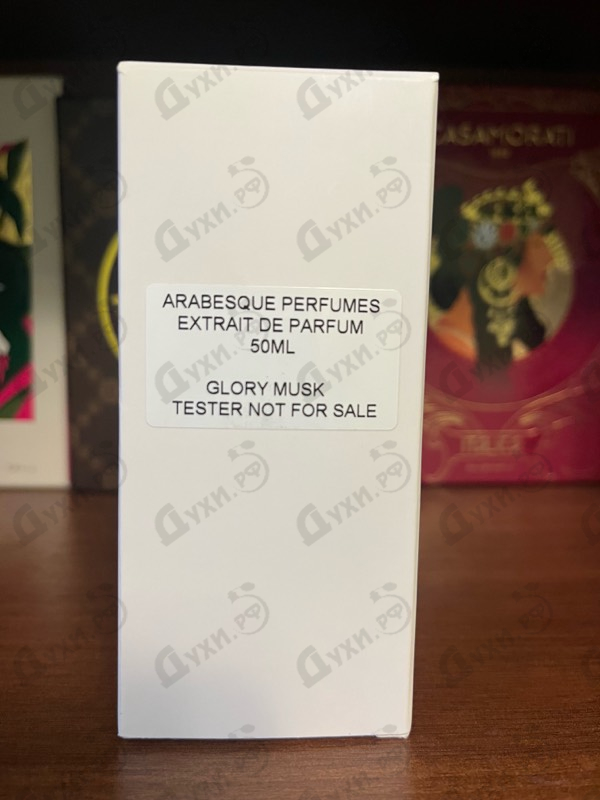 ARABESQUE PERFUMES
EXTRAIT DE PARFUM
50ML
GLORY MUSK
TESTER NOT FOR SALE
CASAMORATI
Духи.рф